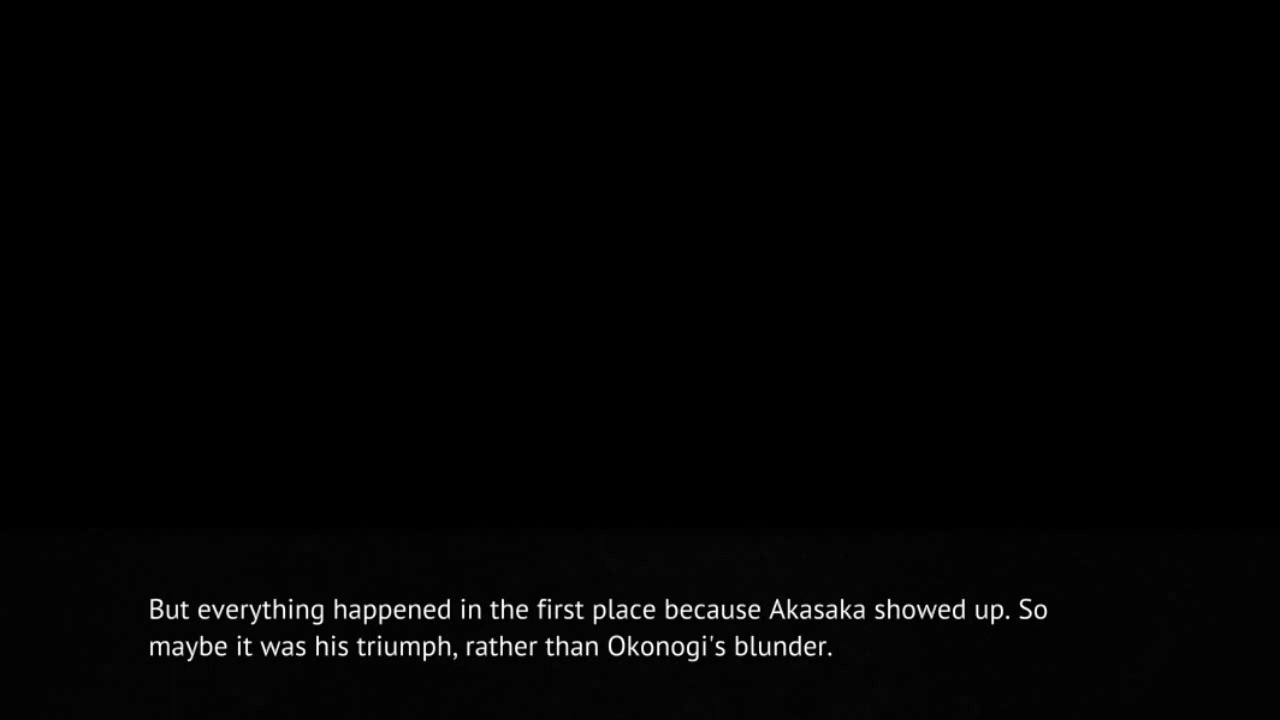 But everything happened in the first place because Akasaka showed up. So
maybe it was his triumph, rather than Okonogi's blunder.